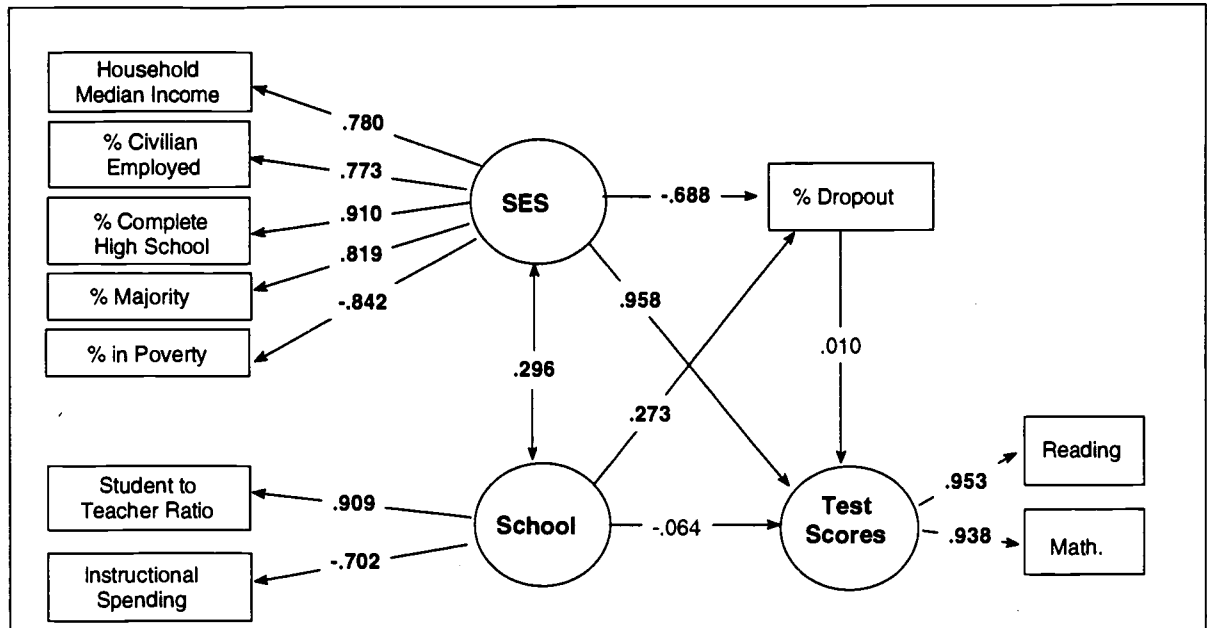 Household
Median Income
% Civilian
Employed
% Complete
High School
% Majority
% in Poverty
.780
.773
.910
.819
-.842
SES
-.688
% Dropout
.958
.010
.296
.273
Student to
Teacher Ratio
Instructional
Spending
.909
-.702
School
-.064
Test
Scores
.953
.938
Reading
Math.